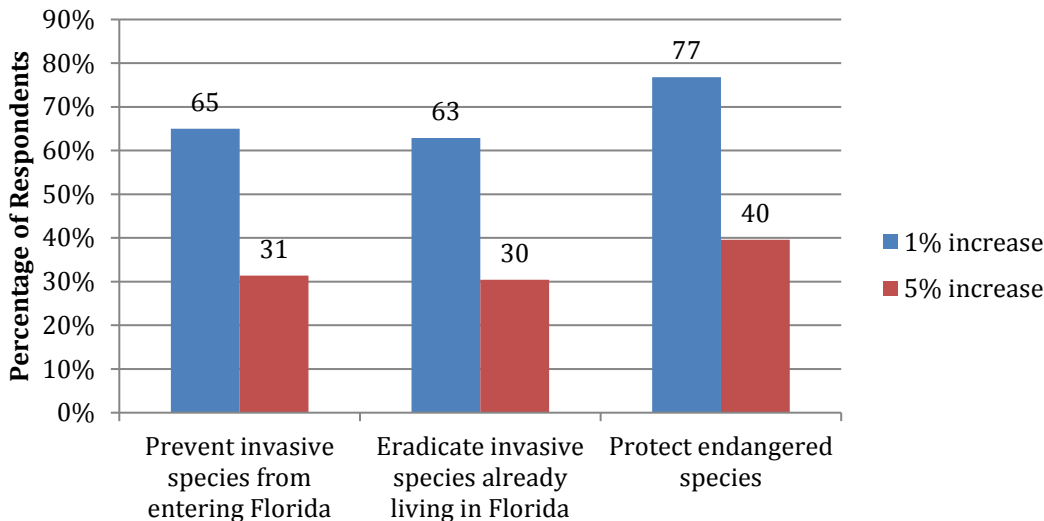 Percentage of Respondents
90%
80%
70%
60%
50%
40%
30%
20%
10%
0%
65
31
63
30
77
40
Prevent invasive
species from
entering Florida
Eradicate invasive
species already
living in Florida
Protect endangered
species
1% increase
5% increase